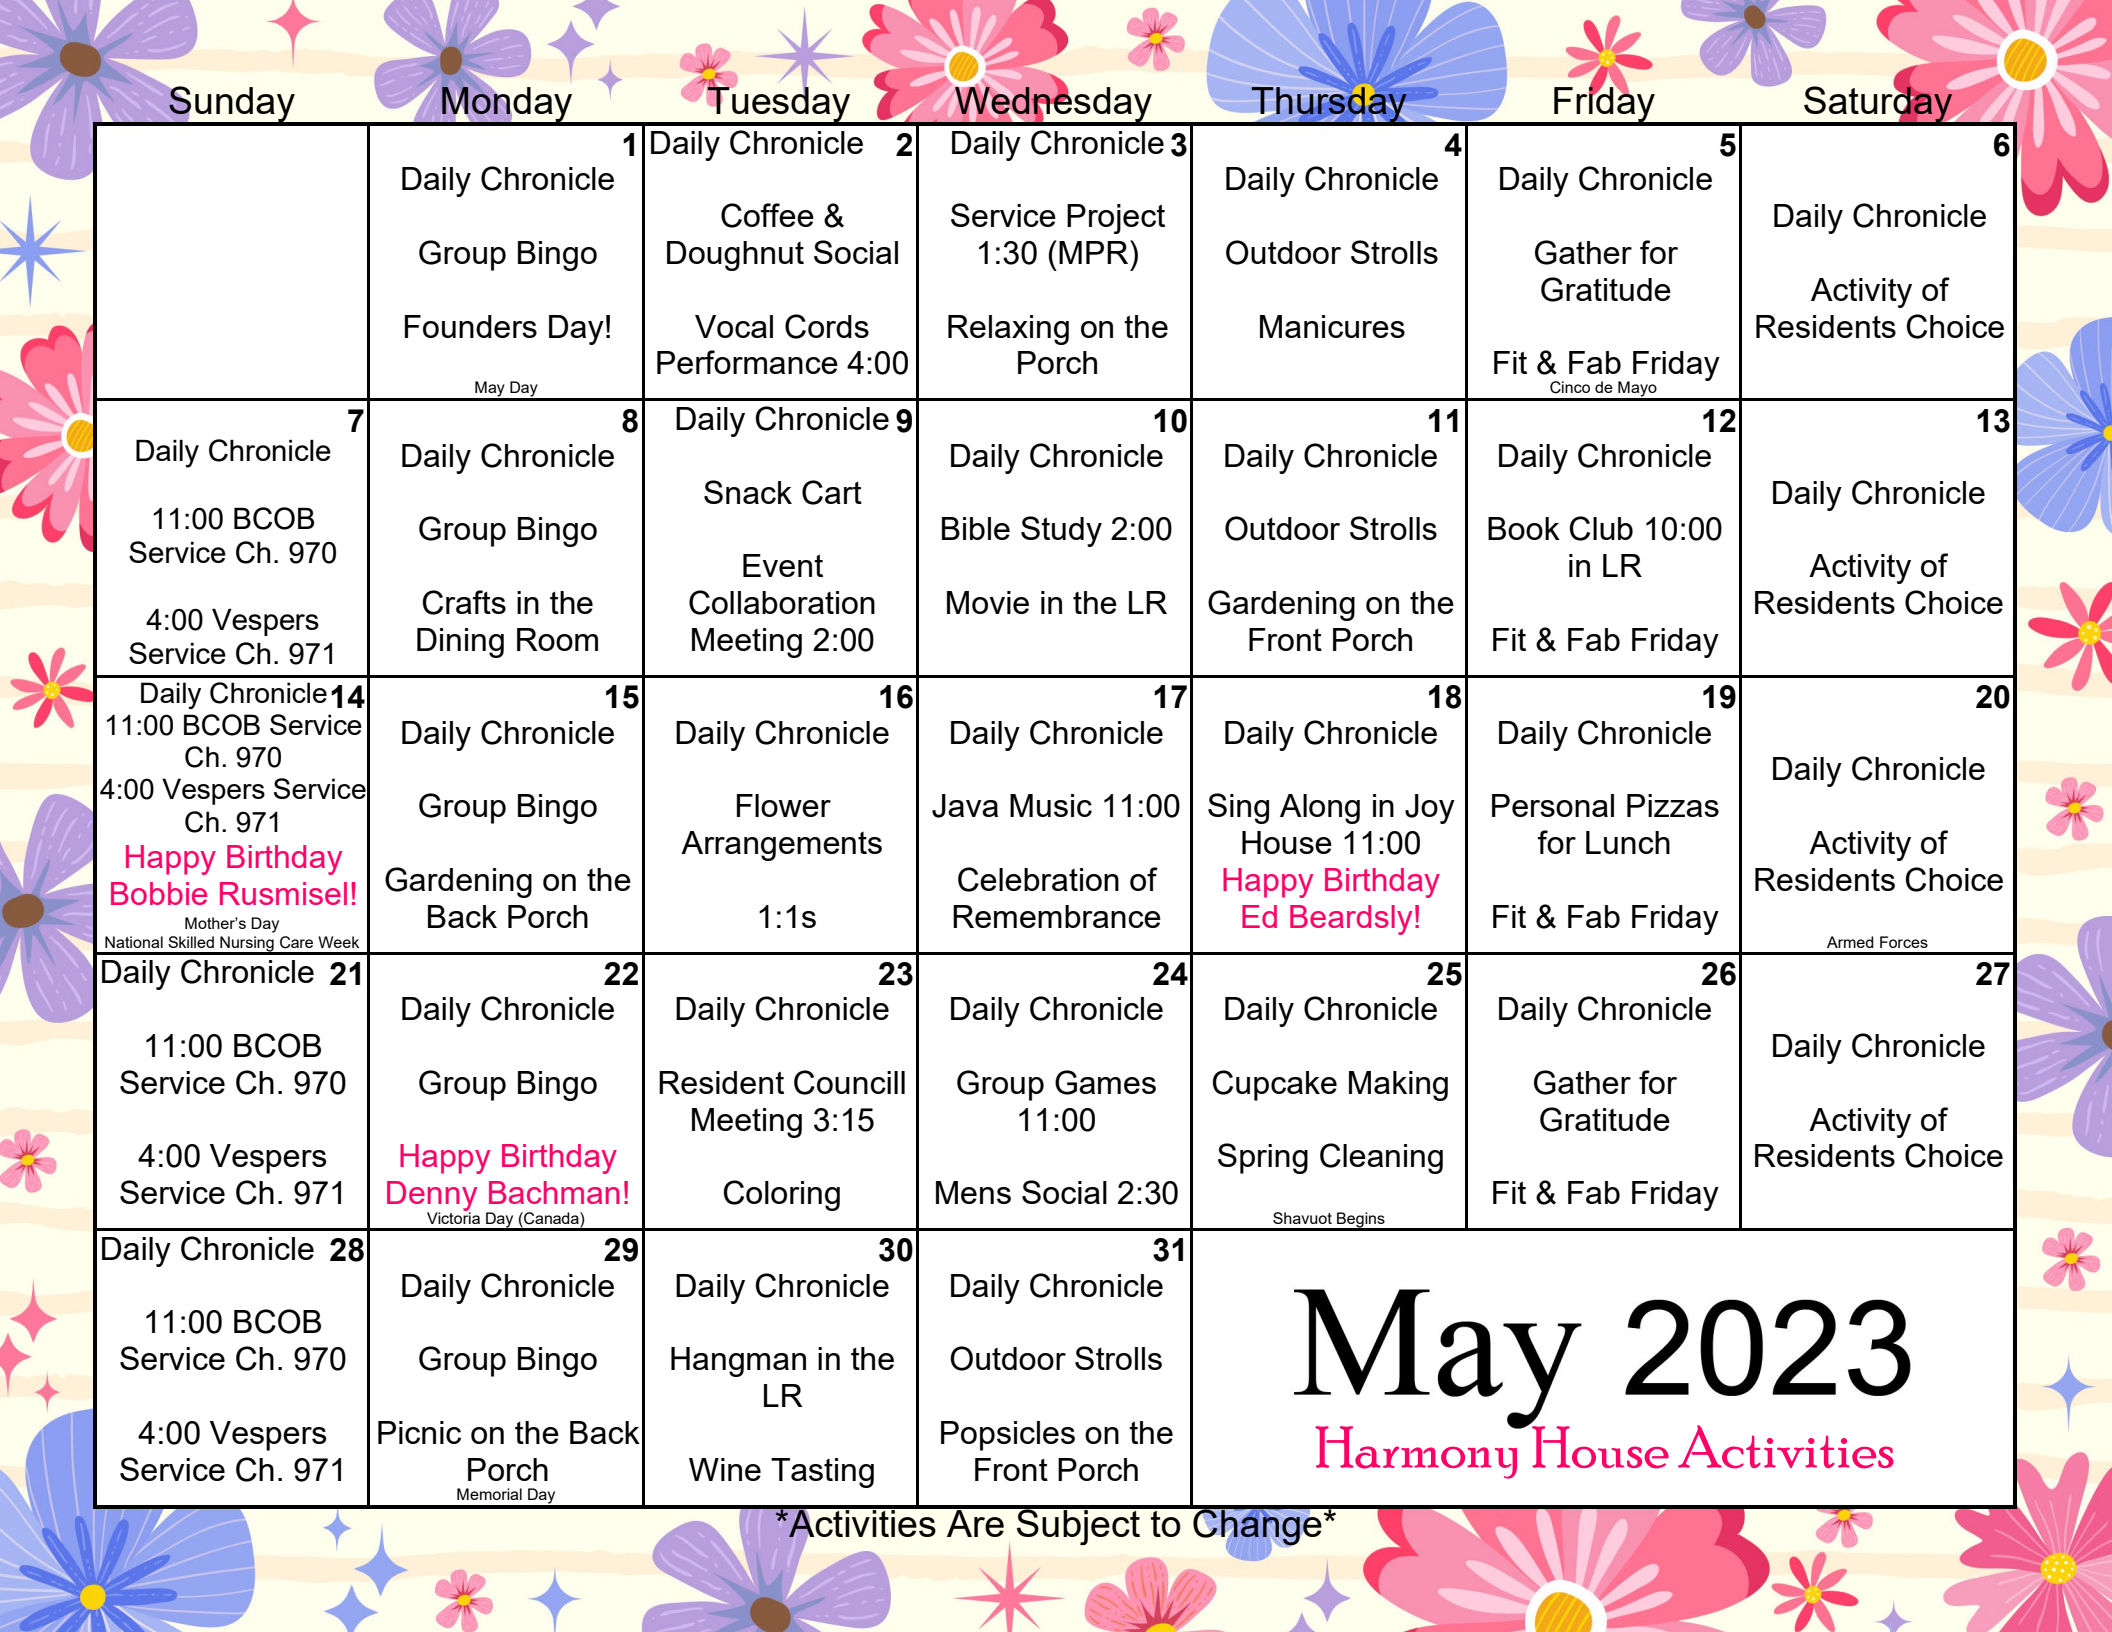 Sunday Monday Tuesday Wednesday Thursday Friday Saturday
1
Daily Chronicle
Group Bingo
Founders Day!
May Day
Daily Chronicle 2
Coffee &
Doughnut Social
Vocal Cords
Performance 4:00
Daily Chronicle 3
Service Project
1:30 (MPR)
Relaxing on the
Porch
4
Daily Chronicle
Outdoor Strolls
Manicures
5
Daily Chronicle
Gather for
Gratitude
Fit & Fab Friday
Cinco de Mayo
6
Daily Chronicle
Activity of
Residents Choice
7
Daily Chronicle
11:00 BCOB
Service Ch. 970
4:00 Vespers
Service Ch. 971
8
Daily Chronicle
Group Bingo
Crafts in the
Dining Room
Daily Chronicle 9
Snack Cart
Event
Collaboration
Meeting 2:00
10
Daily Chronicle
Bible Study 2:00
Movie in the LR
11
Daily Chronicle
Outdoor Strolls
Gardening on the
Front Porch
12
Daily Chronicle
Book Club 10:00
in LR
Fit & Fab Friday
13
Daily Chronicle
Activity of
Residents Choice
Daily Chronicle 14
11:00 BCOB Service
Ch. 970
4:00 Vespers Service
Ch. 971
Happy Birthday
Bobbie Rusmisel!
Mother's Day
National Skilled Nursing Care Week
15
Daily Chronicle
Group Bingo
Gardening on the
Back Porch
16
Daily Chronicle
Flower
Arrangements
1:1s
17
Daily Chronicle
Java Music 11:00
Celebration of
Remembrance
18
Daily Chronicle
Sing Along in Joy
House 11:00
Happy Birthday
Ed Beardsly!
19
Daily Chronicle
Personal Pizzas
for Lunch
Fit & Fab Friday
20
Daily Chronicle
Activity of
Residents Choice
Armed Forces
Daily Chronicle 21
11:00 BCOB
Service Ch. 970
4:00 Vespers
Service Ch. 971
22
Daily Chronicle
Group Bingo
Happy Birthday
Denny Bachman!
Victoria Day (Canada)
23
Daily Chronicle
Resident Councill
Meeting 3:15
Coloring
24
Daily Chronicle
Group Games
11:00
Mens Social 2:30
25
Daily Chronicle
Cupcake Making
Spring Cleaning
Shavuot Begins
26
Daily Chronicle
Gather for
Gratitude
Fit & Fab Friday
27
Daily Chronicle
Activity of
Residents Choice
Daily Chronicle 28
11:00 BCOB
Service Ch. 970
4:00 Vespers
Service Ch. 971
29
Daily Chronicle
Group Bingo
Picnic on the Back
Porch
Memorial Day
30
Daily Chronicle
Hangman in the
LR
Wine Tasting
31
Daily Chronicle
Outdoor Strolls
Popsicles on the
Front Porch
May 2023
Harmony House Activities
*Activities Are Subject to Change*